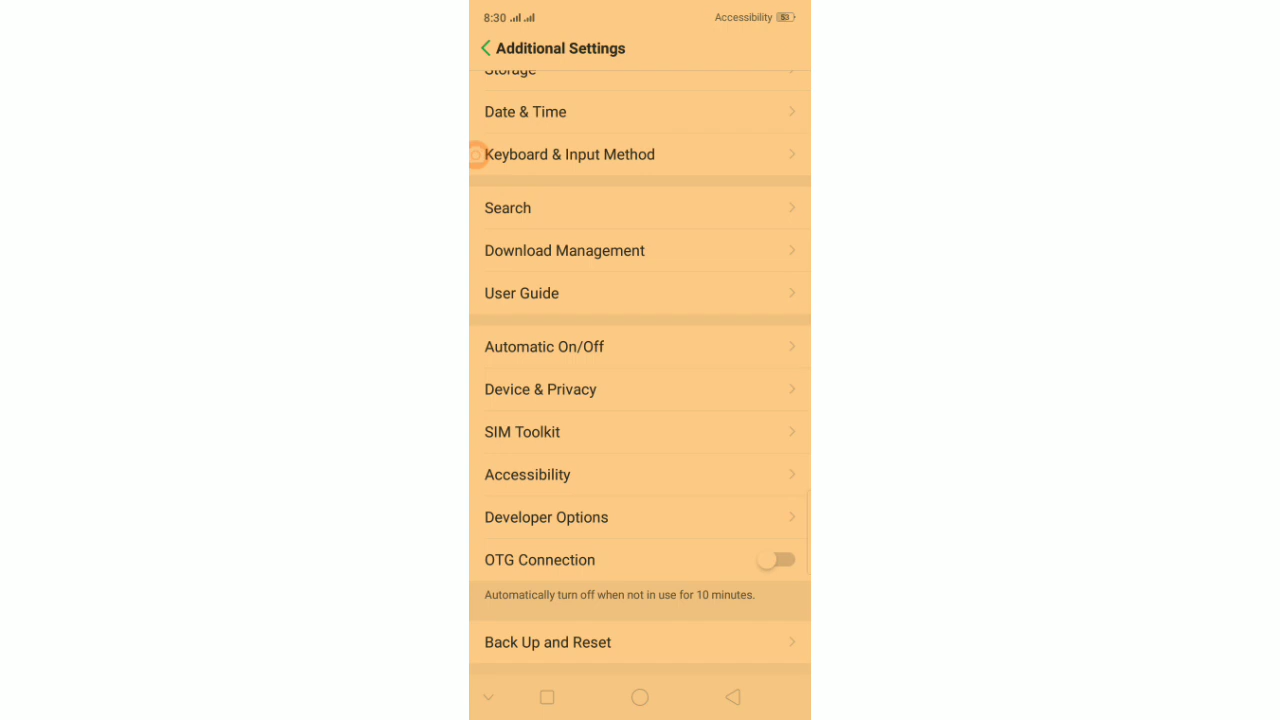 8:30
Accessibility 53
Additional Settings
Storage
Date & Time
Keyboard & Input Method
Search
Download Management
User Guide
Automatic On/Off
Device & Privacy
SIM Toolkit
Accessibility
Developer Options
OTG Connection
Automatically turn off when not in use for 10 minutes.
Back Up and Reset